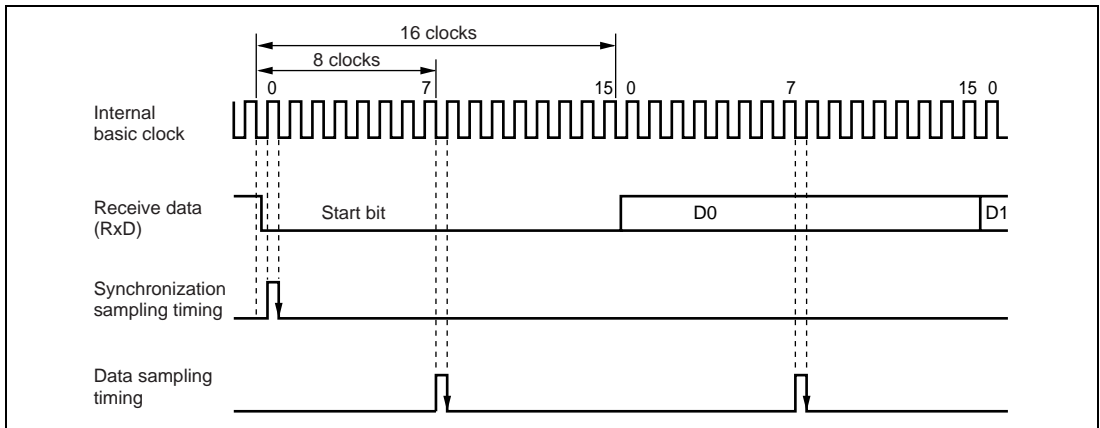 16 clocks
8 clocks
0 7 15 0 7 15 0
Internal
basic clock
Receive data
(RxD)
Start bit D0 D1
Synchronization
sampling timing
Data sampling
timing